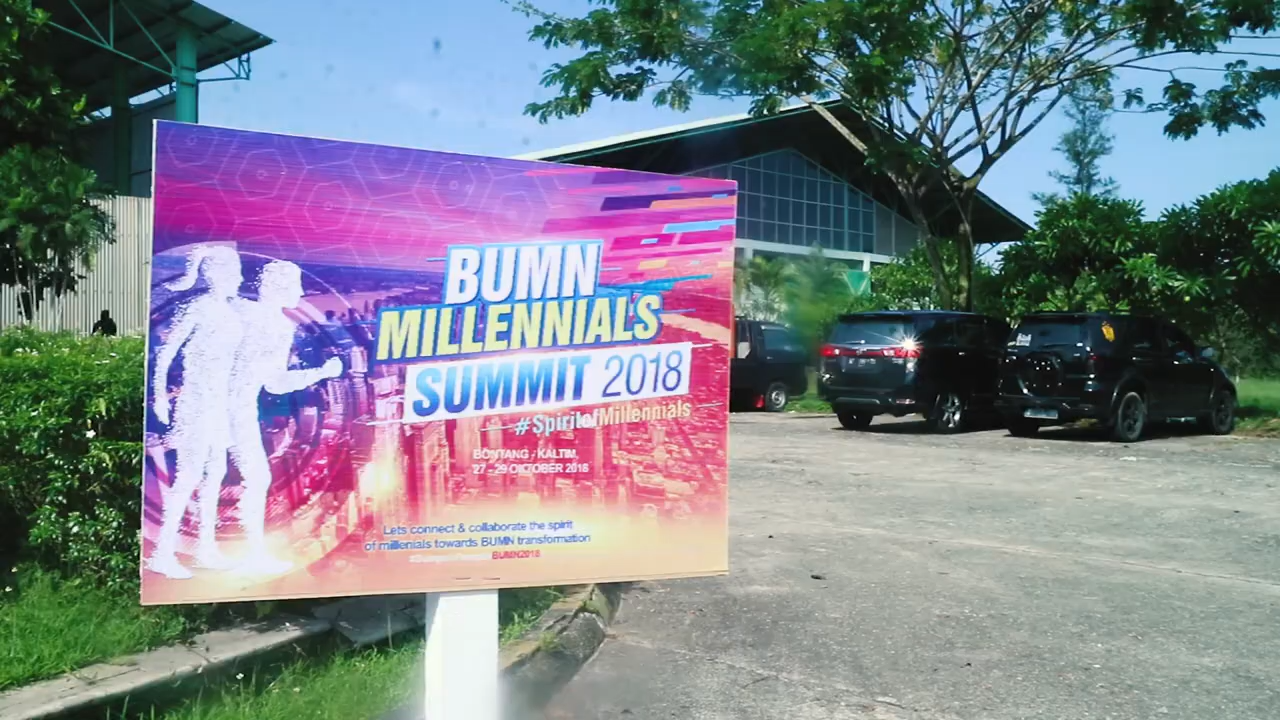 BUMN
MILLENNIALS
SUMMIT 2018
#SpiritofMillennials
BONTANG - KALTIM,
27 - 29 OKTOBER 2018
Lets connect & collaborate the spirit
of millenials towards BUMN transformation
BUMN2018